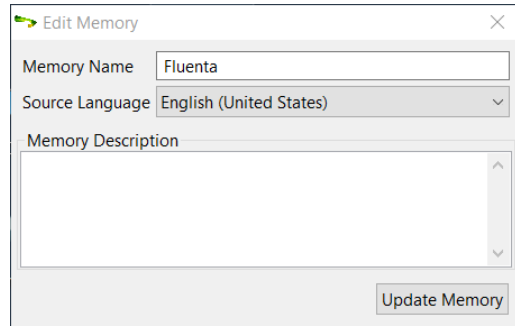 Edit Memory
Memory Name Fluenta
Source Language English (United States)
Memory Description
Update Memory